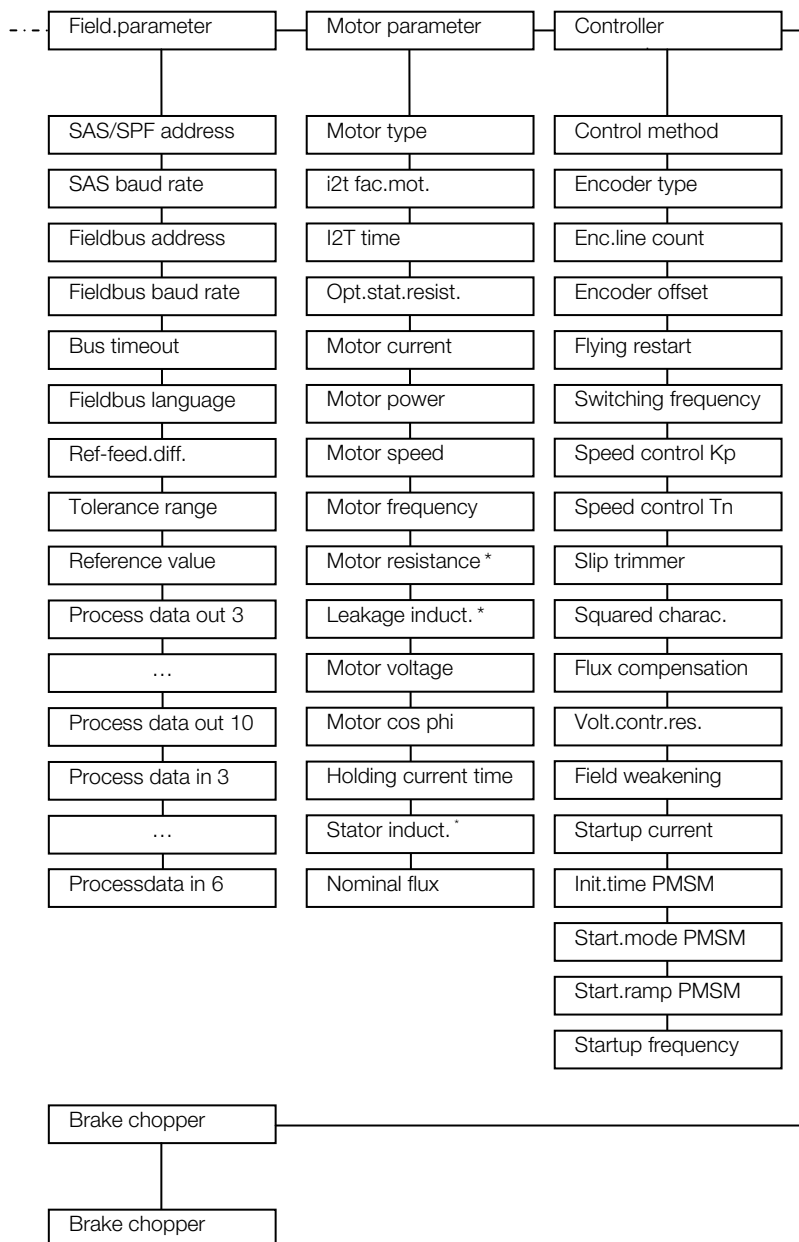 Field.parameter
SAS/SPF address
SAS baud rate
Fieldbus address
Fieldbus baud rate
Bus timeout
Fieldbus language
Ref-feed.diff.
Tolerance range
Reference value
Process data out 3
…
Process data out 10
Process data in 3
…
Processdata in 6
Motor parameter
Motor type
i2t fac.mot.
I2T time
Opt.stat.resist.
Motor current
Motor power
Motor speed
Motor frequency
Motor resistance *
Leakage induct. *
Motor voltage
Motor cos phi
Holding current time
Stator induct. *
Nominal flux
Controller
Control method
Encoder type
Enc.line count
Encoder offset
Flying restart
Switching frequency
Speed control Kp
Speed control Tn
Slip trimmer
Squared charac.
Flux compensation
Volt.contr.res.
Field weakening
Startup current
Init.time PMSM
Start.mode PMSM
Start.ramp PMSM
Startup frequency
Brake chopper
Brake chopper